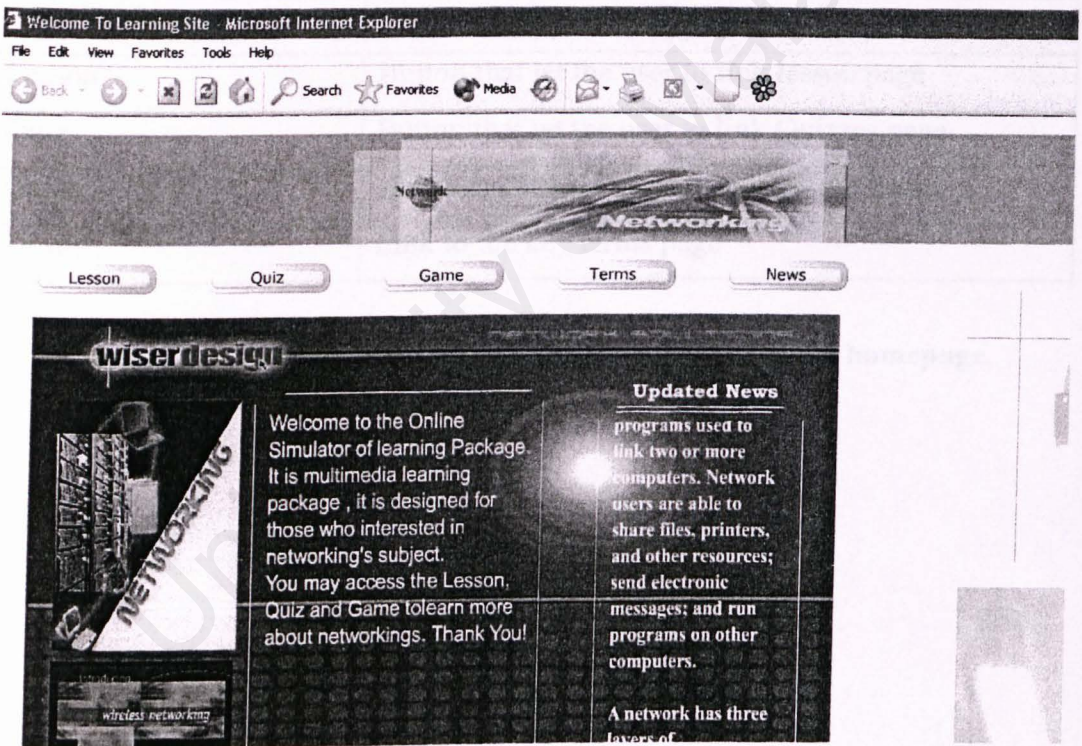 Welcome To Learning Site - Microsoft Internet Explorer
File Edit View Favorites Tools Help
Back Search Favorites Media
Network
Networking
Lesson Quiz Game Terms News
wiserdesign
NETWORKING
wireless networking
Welcome to the Online
Simulator of learning Package.
It is multimedia learning
package , it is designed for
those who interested in
networking's subject.
You may access the Lesson,
Quiz and Game tolearn more
about networkings. Thank You!
Updated News
programs used to
link two or more
computers. Network
users are able to
share files, printers,
and other resources;
send electronic
messages; and run
programs on other
computers.
A network has three
layers of
homepage